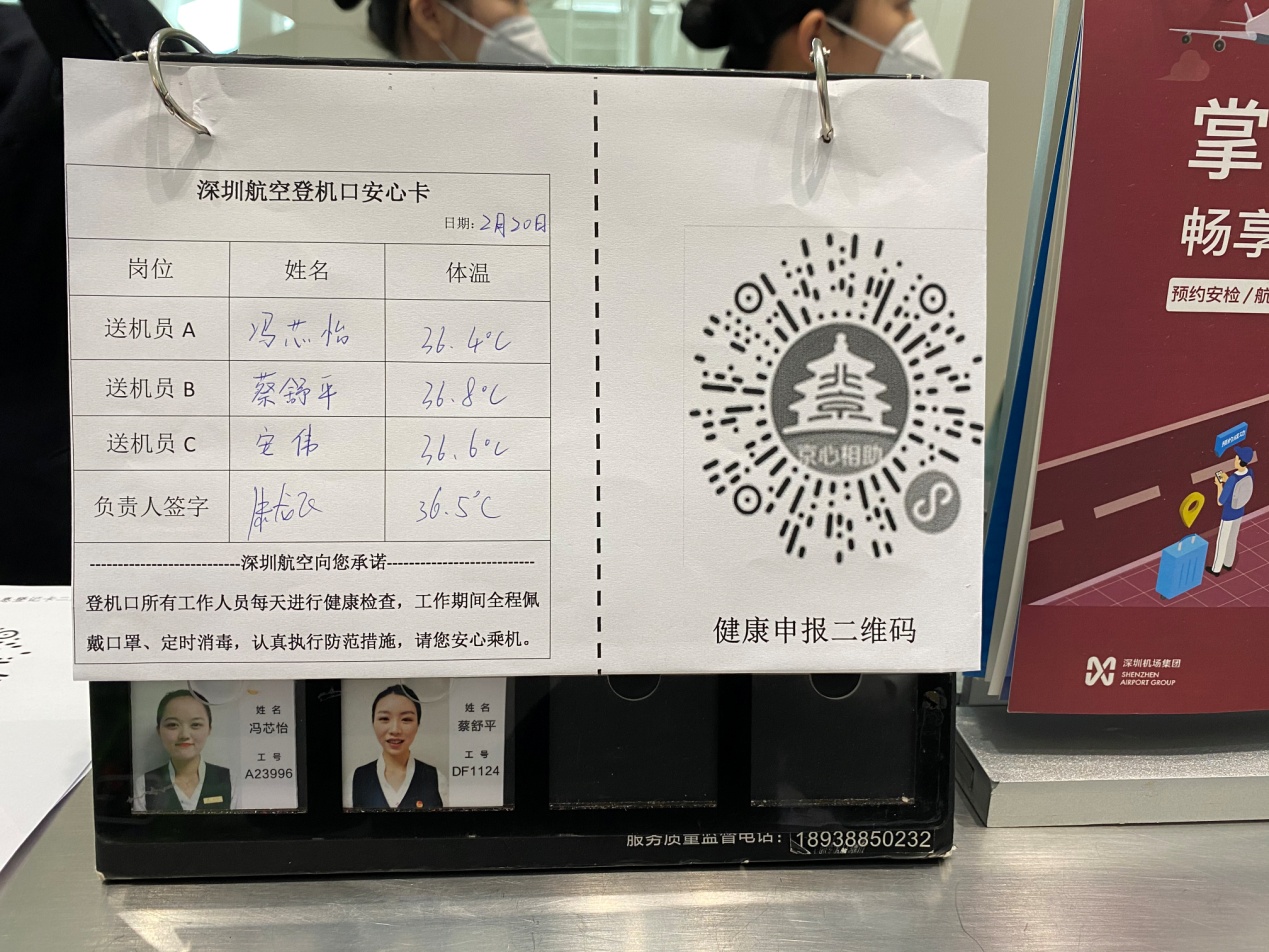 深圳航空登机口安心卡
日期: 2月20日
岗位 姓名 体温
送机员 A 冯芯怡 36.4℃
送机员 B 蔡舒平 36.8℃
送机员 C 伟 36.6℃
负责人签字 36.5℃
深圳航空向您承诺
登机口所有工作人员每天进行健康检查，工作期间全程佩
戴口罩、定时消毒，认真执行防范措施，请您安心乘机。
北京
京心相助
健康申报二维码
姓名
冯芯怡
工号
A23996
姓名
蔡舒平
工号
DF1124
服务质量监督电话：18938850232
掌
畅享
预约安检 / 航
预约成功
深圳机场集团
SHENZHEN
AIRPORT GROUP